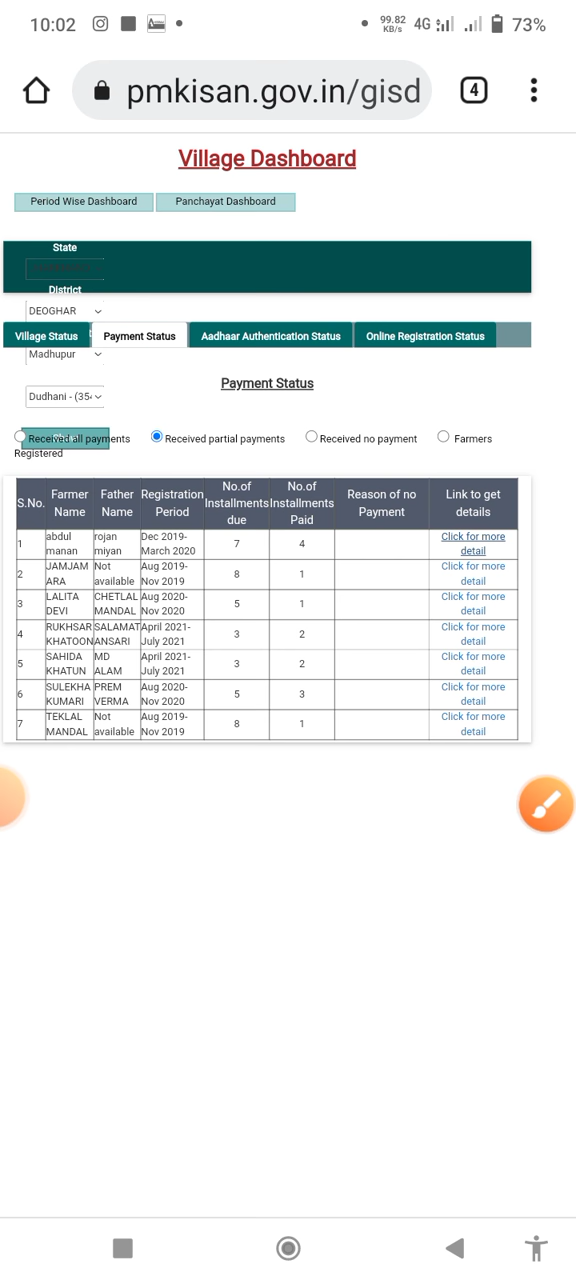 10:02
99.82 KB/s 4G 73%
pmkisan.gov.in/gisd
4
Village Dashboard
Period Wise Dashboard Panchayat Dashboard
State
District
DEOGHAR
Village Status Payment Status Aadhaar Authentication Status Online Registration Status
Madhupur
Payment Status
Dudhani - (354
Received all payments Received partial payments Received no payment Farmers
Registered
S.No. Farmer Name Father Name Registration Period No.of Installments due No.of Installments Paid Reason of no Payment Link to get details
1 abdul manan rojan miyan Dec 2019-March 2020 7 4 Click for more detail
2 JAMJAM ARA Not available Aug 2019-Nov 2019 8 1 Click for more detail
3 LALITA DEVI CHETLAL MANDAL Aug 2020-Nov 2020 5 1 Click for more detail
4 RUKHSAR KHATOON SALAMAT ANSARI April 2021-July 2021 3 2 Click for more detail
5 SAHIDA KHATUN MD ALAM April 2021-July 2021 3 2 Click for more detail
6 SULEKHA KUMARI PREM VERMA Aug 2020-Nov 2020 5 3 Click for more detail
7 TEKLAL MANDAL Not available Aug 2019-Nov 2019 8 1 Click for more detail